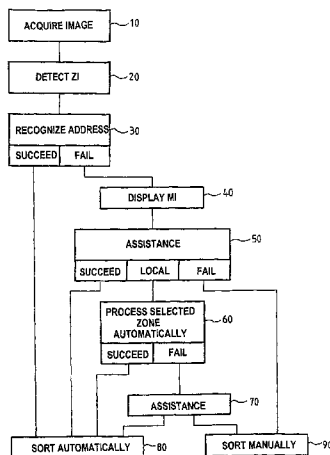 ACQUIRE IMAGE 10
DETECT ZI 20
RECOGNIZE ADDRESS 30
SUCCEED FAIL
DISPLAY MI 40
ASSISTANCE 50
SUCCEED LOCAL FAIL
PROCESS SELECTED
ZONE
AUTOMATICALLY 60
SUCCEED FAIL
ASSISTANCE 70
SORT AUTOMATICALLY 80
SORT MANUALLY 90